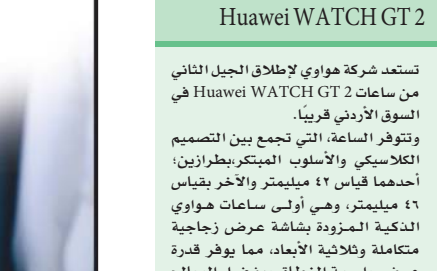 Huawei WATCH GT 2
تستعد شركة هواوي لإطلاق الجيل الثاني
من ساعات Huawei WATCH GT 2 في
السوق الأردني قريبًا.
وتتوفر الساعة، التي تجمع بين التصميم
الكلاسيكي والأسلوب المبتكر،بطرازين؛
أحدهما قياس ٤٢ ميليمتر والآخر بقياس
٤٦ ميليمتر، وهي أولى ساعات هواوي
الذكية المزودة بشاشة عرض زجاجية
متكاملة وثلاثية الأبعاد، مما يوفر قدرة